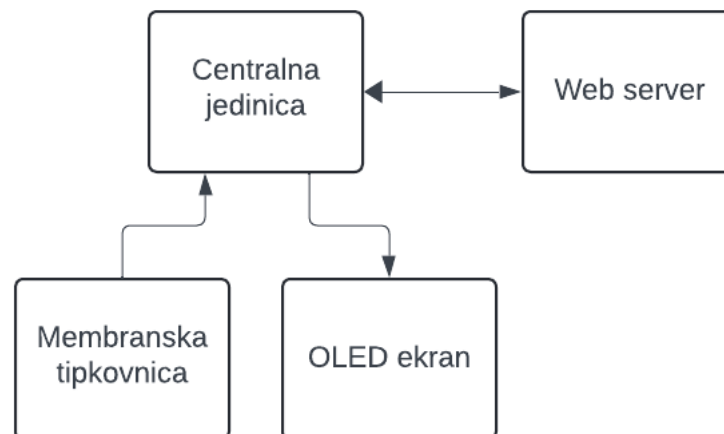 Centralna
jedinica
Web server
Membranska
tipkovnica
OLED ekran